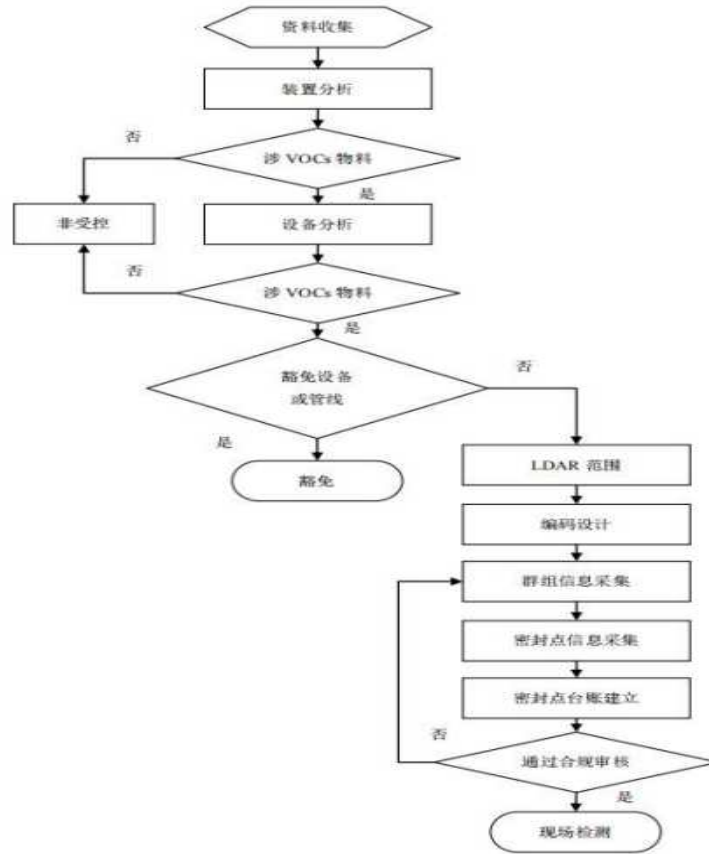 资料收集
装置分析
否
涉 VOCs 物料
是
非受控
设备分析
否
涉 VOCs 物料
是
豁免设备
或管线
否
是
豁免
LDAR 范围
编码设计
群组信息采集
密封点信息采集
密封点台账建立
否
通过合规审核
是
现场检测